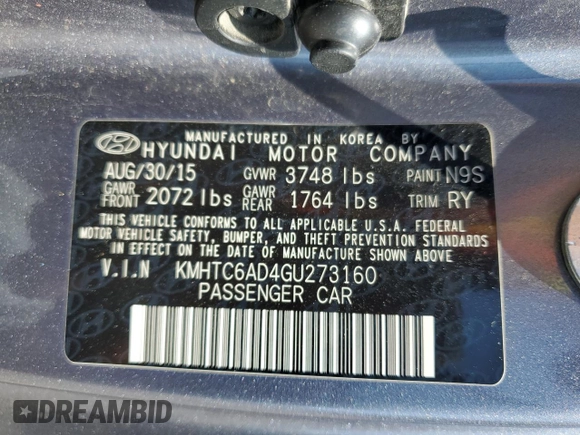 MANUFACTURED IN KOREA BY
HYUNDAI MOTOR COMPANY
AUG/30/15 GVWR 3748 lbs PAINT N9S
GAWR FRONT 2072 lbs GAWR REAR 1764 lbs TRIM RY
THIS VEHICLE CONFORMS TO ALL APPLICABLE U.S.A. FEDERAL
MOTOR VEHICLE SAFETY, BUMPER, AND THEFT PREVENTION STANDARDS
IN EFFECT ON THE DATE OF MANUFACTURE SHOWN ABOVE
V.I.N KMHTC6AD4GU273160
PASSENGER CAR
DREAMBID